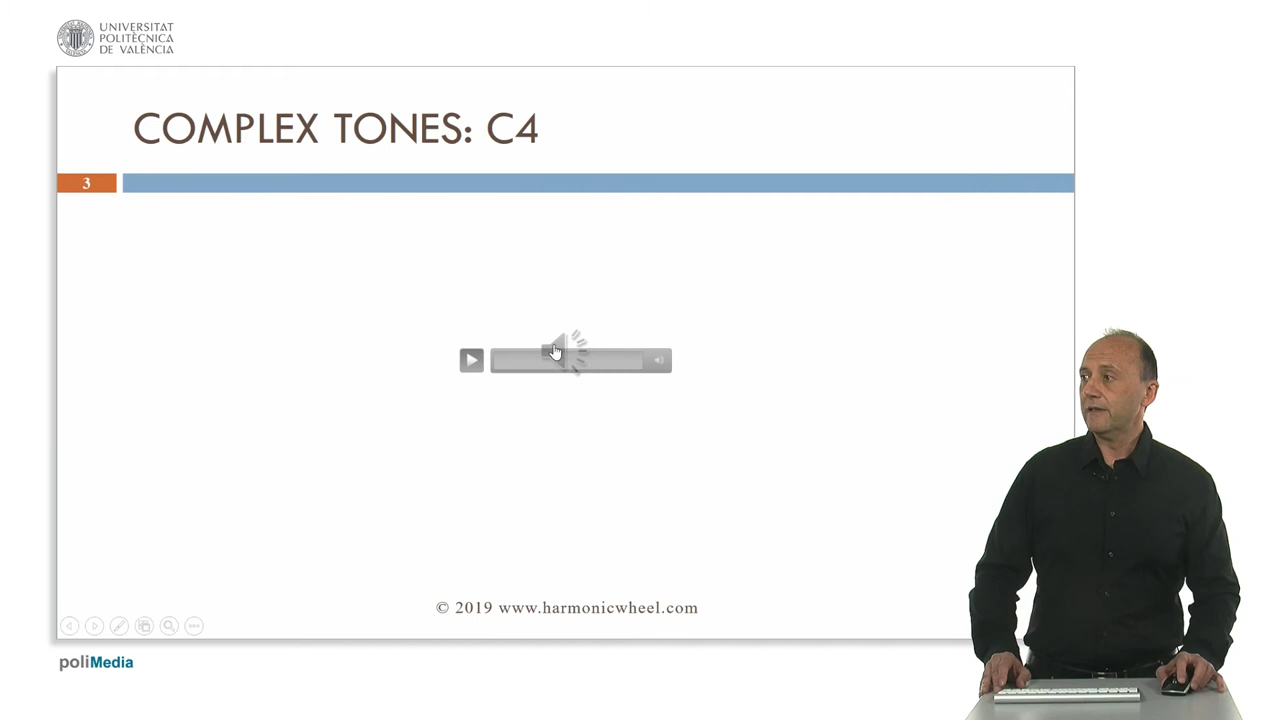 UNIVERSITAT
POLITÈCNICA
DE VALÈNCIA
COMPLEX TONES: C4
3
© 2019 www.harmonicwheel.com
poliMedia